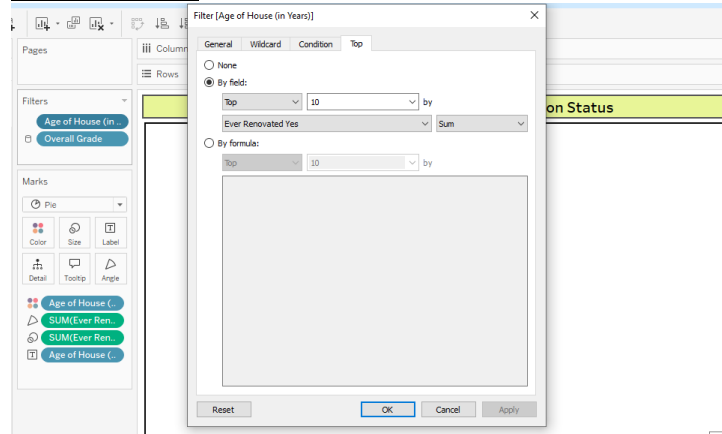 Filter [Age of House (in Years)]
General Wildcard Condition Top
Pages
iii Column
Rows
None
By field:
Top 10 by
Ever Renovated Yes Sum
By formula:
Top 10 by
Filters
Age of House (in ..
Overall Grade
on Status
Marks
Pie
Color Size Label
Detail Tooltip Angle
Age of House (..
SUM(Ever Ren..
SUM(Ever Ren..
Age of House (..
Reset OK Cancel Apply